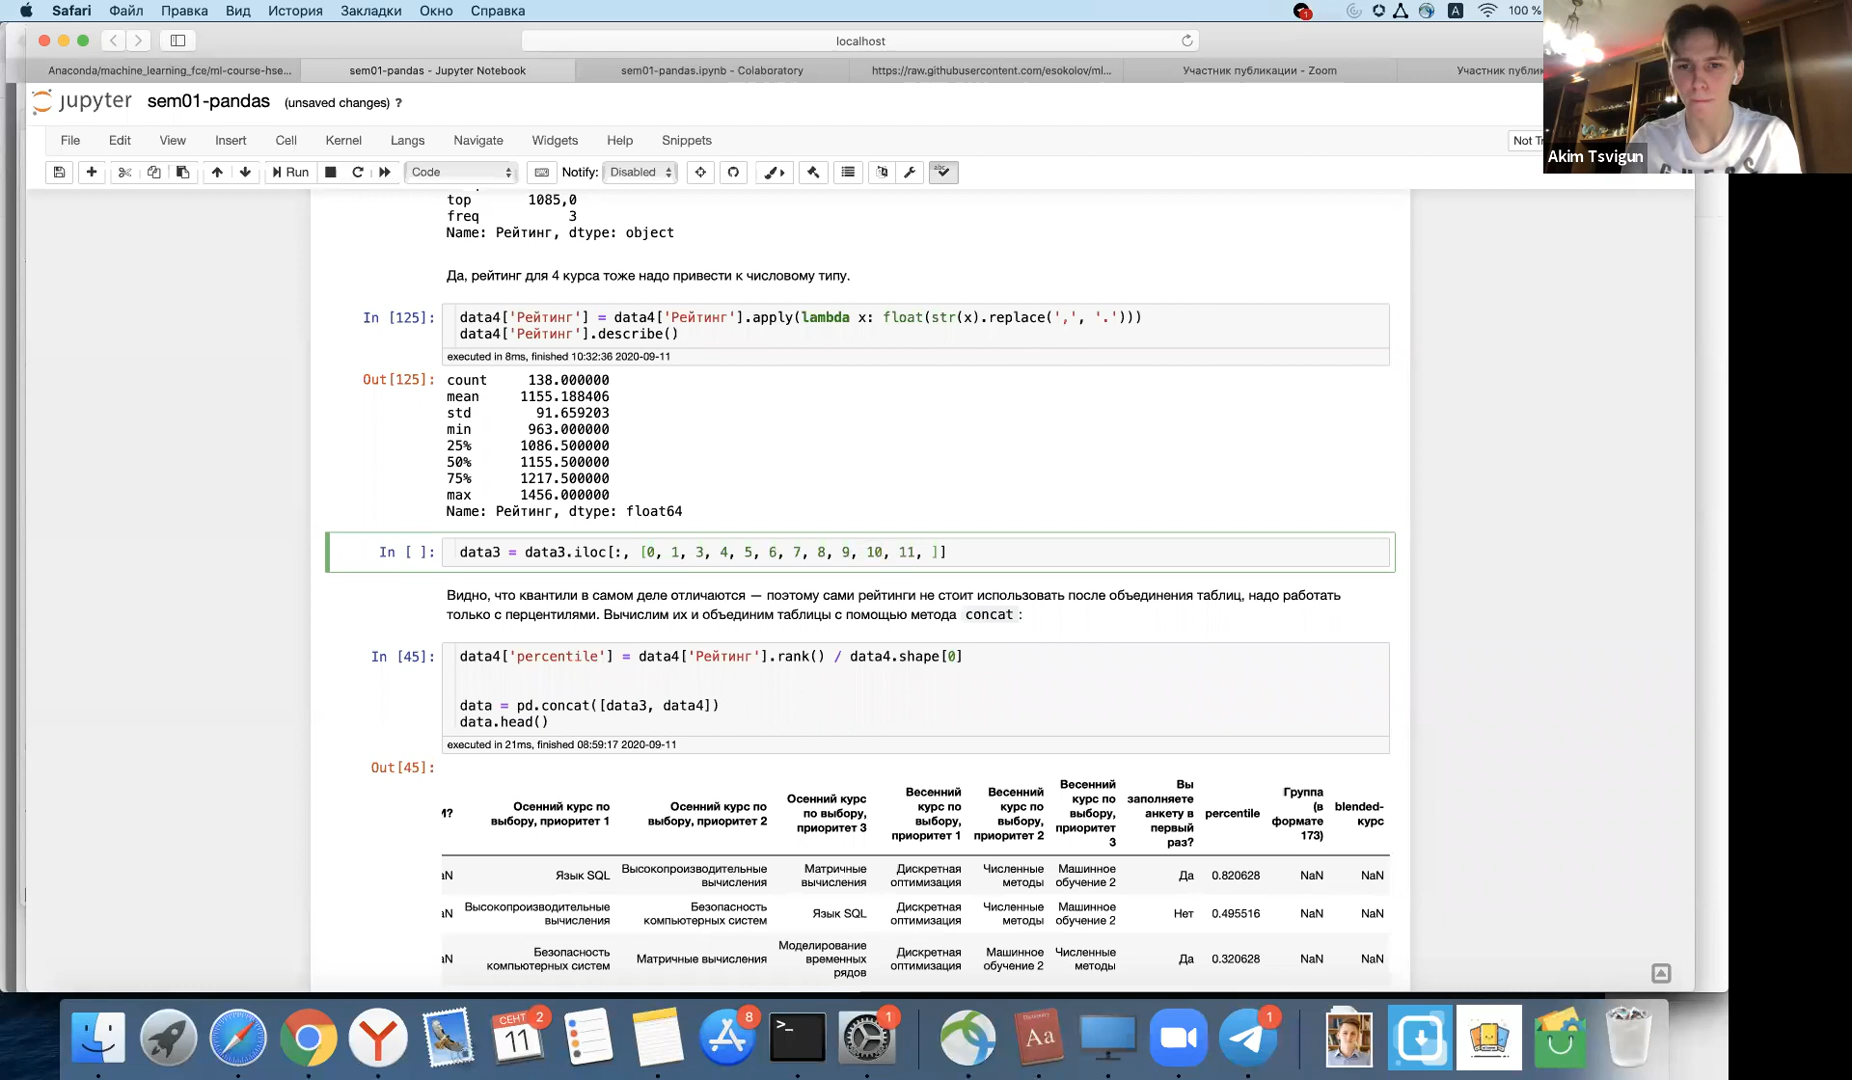 Safari Файл Правка Вид История Закладки Окно Справка
1 A 100 %
localhost
Anaconda/machine_learning_fce/ml-course-hse... sem01-pandas - Jupyter Notebook sem01-pandas.ipynb - Colaboratory https://raw.githubusercontent.com/esokolov/ml... Участник публикации - Zoom Участник публи
jupyter sem01-pandas (unsaved changes) ?
File Edit View Insert Cell Kernel Langs Navigate Widgets Help Snippets Not Tr
Run Code Notify: Disabled
Akim Tsvigun
top 1085,0
freq 3
Name: Рейтинг, dtype: object
Да, рейтинг для 4 курса тоже надо привести к числовому типу.
In [125]: data4['Рейтинг'] = data4['Рейтинг'].apply(lambda x: float(str(x).replace(',', '.')))
data4['Рейтинг'].describe()
executed in 8ms, finished 10:32:36 2020-09-11
Out[125]: count 138.000000
mean 1155.188406
std 91.659203
min 963.000000
25% 1086.500000
50% 1155.500000
75% 1217.500000
max 1456.000000
Name: Рейтинг, dtype: float64
In [ ]: data3 = data3.iloc[:, [0, 1, 3, 4, 5, 6, 7, 8, 9, 10, 11, ]]
Видно, что квантили в самом деле отличаются — поэтому сами рейтинги не стоит использовать после объединения таблиц, надо работать
только с перцентилями. Вычислим их и объединим таблицы с помощью метода concat :
In [45]: data4['percentile'] = data4['Рейтинг'].rank() / data4.shape[0]
data = pd.concat([data3, data4])
data.head()
executed in 21ms, finished 08:59:17 2020-09-11
Out[45]:
И? Осенний курс по выбору, приоритет 1 Осенний курс по выбору, приоритет 2 Осенний курс по выбору, приоритет 3 Весенний курс по выбору, приоритет 1 Весенний курс по выбору, приоритет 2 Весенний курс по выбору, приоритет 3 Вы заполняете анкету в первый раз? percentile Группа (в формате 173) blended-курс
aN Язык SQL Высокопроизводительные вычисления Матричные вычисления Дискретная оптимизация Численные методы Машинное обучение 2 Да 0.820628 NaN NaN
aN Высокопроизводительные вычисления Безопасность компьютерных систем Язык SQL Дискретная оптимизация Численные методы Машинное обучение 2 Нет 0.495516 NaN NaN
aN Безопасность компьютерных систем Матричные вычисления Моделирование временных рядов Дискретная оптимизация Машинное обучение 2 Численные методы Да 0.320628 NaN NaN
СЕНТ 2 11 8 >_ 1 Aa 1